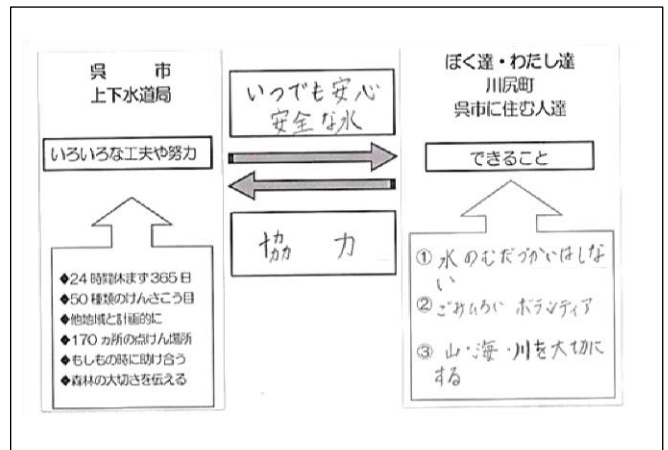 呉 市
上下水道局
いろいろな工夫や努力
◆24時間休まず365日
◆50種類のけんさこう目
◆他地域と計画的に
◆170ヵ所の点けん場所
◆もしもの時に助け合う
◆森林の大切さを伝える
いつでも安心
安全な水
協 力
ぼく達・わたし達
川尻町
呉市に住む人達
できること
① 水のむだづかいはしな
い
② ごみひろい ボランティア
③ 山・海・川を大切に
する